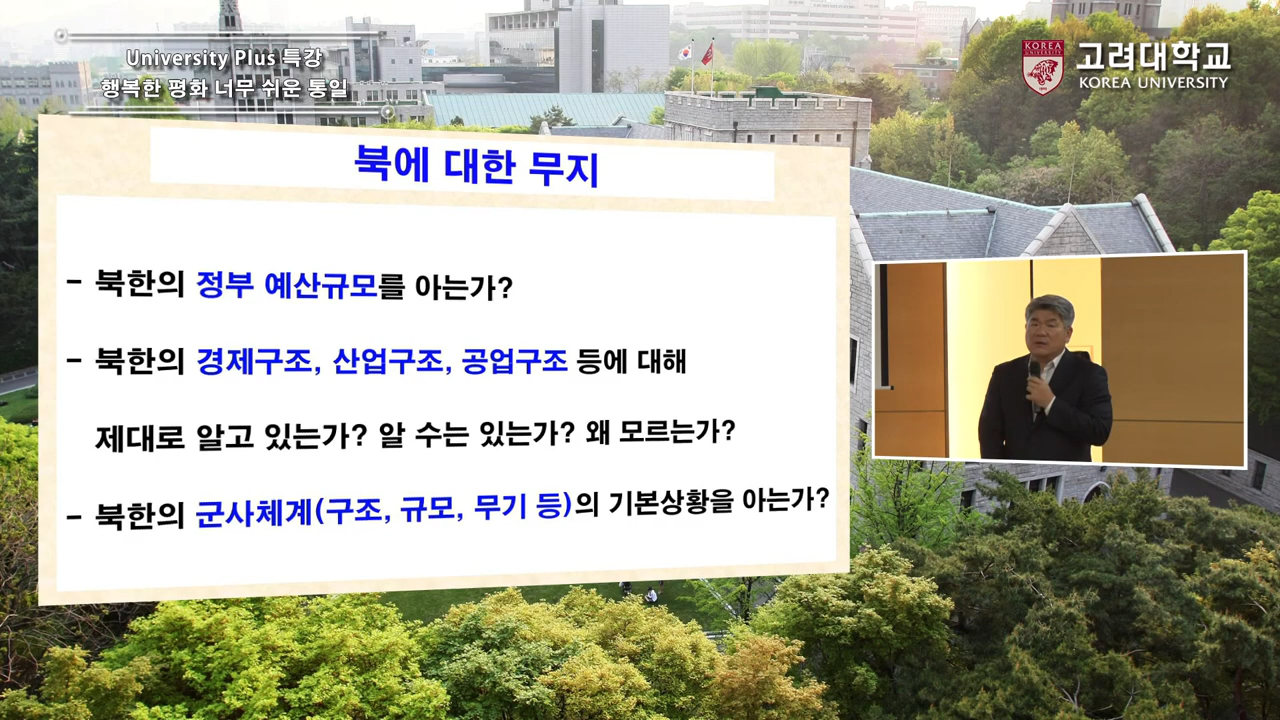 University Plus 특강
행복한 평화 너무 쉬운 통일
KOREA
UNIVERSITY
고려대학교
KOREA UNIVERSITY
북에 대한 무지
- 북한의 정부 예산규모를 아는가?
- 북한의 경제구조, 산업구조, 공업구조 등에 대해
제대로 알고 있는가? 알 수는 있는가? 왜 모르는가?
- 북한의 군사체계(구조, 규모, 무기 등)의 기본상황을 아는가?